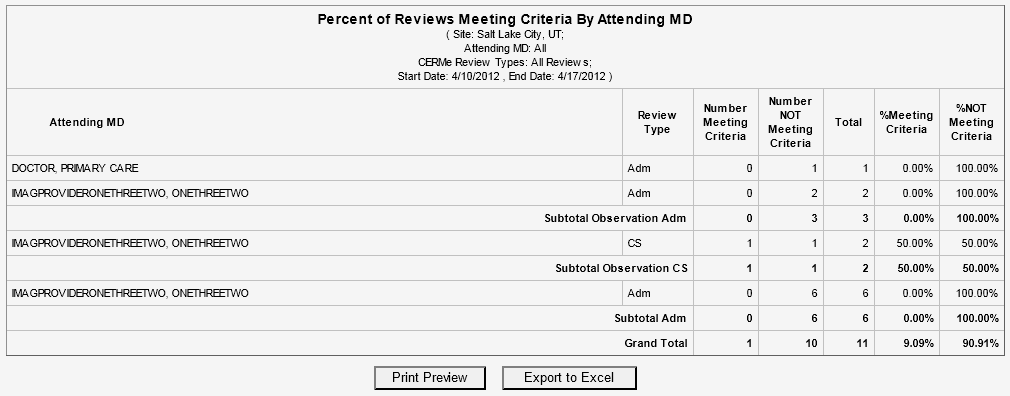 Percent of Reviews Meeting Criteria By Attending MD
( Site: Salt Lake City, UT;
Attending MD: All
CERMe Review Types: All Reviews;
Start Date: 4/10/2012 , End Date: 4/17/2012 )
Attending MD Review Type Number Meeting Criteria Number NOT Meeting Criteria Total %Meeting Criteria %NOT Meeting Criteria
DOCTOR, PRIMARY CARE Adm 0 1 1 0.00% 100.00%
IMAGPROVIDERONETHREETWO, ONETHREETWO Adm 0 2 2 0.00% 100.00%
Subtotal Observation Adm 0 3 3 0.00% 100.00%
IMAGPROVIDERONETHREETWO, ONETHREETWO CS 1 1 2 50.00% 50.00%
Subtotal Observation CS 1 1 2 50.00% 50.00%
IMAGPROVIDERONETHREETWO, ONETHREETWO Adm 0 6 6 0.00% 100.00%
Subtotal Adm 0 6 6 0.00% 100.00%
Grand Total 1 10 11 9.09% 90.91%
Print Preview Export to Excel